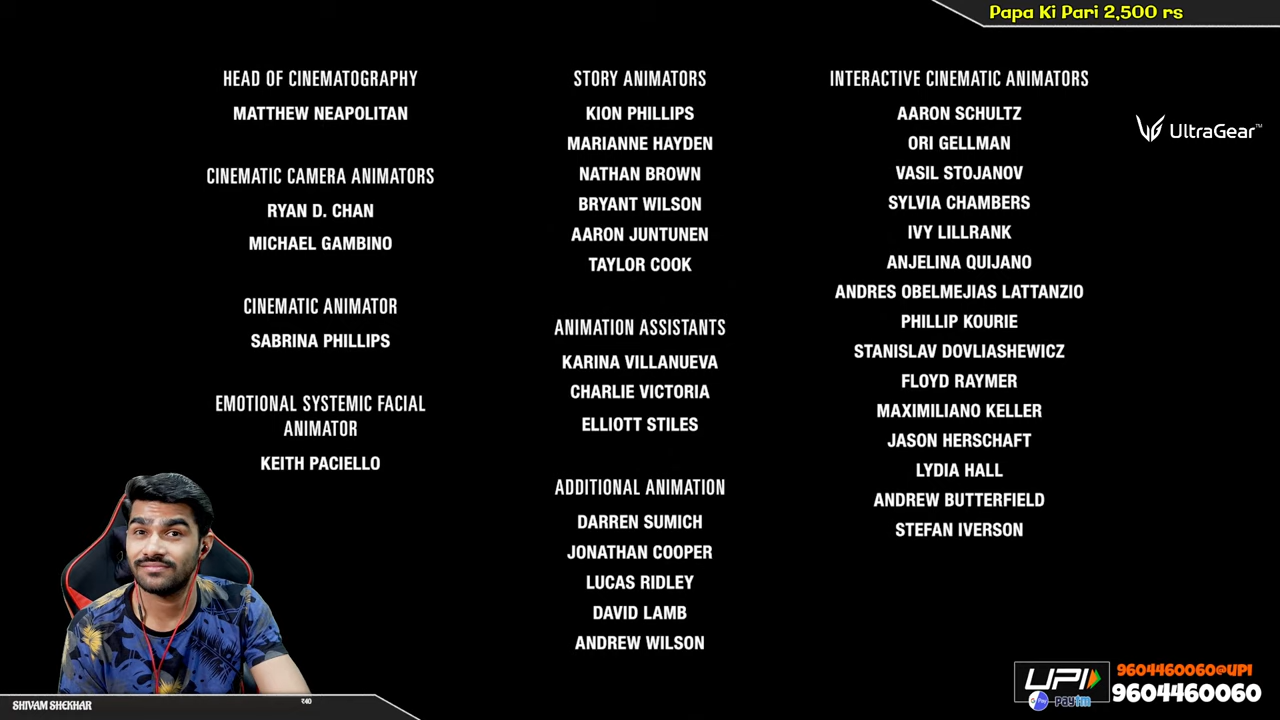 Papa Ki Pari 2,500 rs
HEAD OF CINEMATOGRAPHY
MATTHEW NEAPOLITAN
CINEMATIC CAMERA ANIMATORS
RYAN D. CHAN
MICHAEL GAMBINO
CINEMATIC ANIMATOR
SABRINA PHILLIPS
EMOTIONAL SYSTEMIC FACIAL
ANIMATOR
KEITH PACIELLO
STORY ANIMATORS
KION PHILLIPS
MARIANNE HAYDEN
NATHAN BROWN
BRYANT WILSON
AARON JUNTUNEN
TAYLOR COOK
ANIMATION ASSISTANTS
KARINA VILLANUEVA
CHARLIE VICTORIA
ELLIOTT STILES
ADDITIONAL ANIMATION
DARREN SUMICH
JONATHAN COOPER
LUCAS RIDLEY
DAVID LAMB
ANDREW WILSON
INTERACTIVE CINEMATIC ANIMATORS
AARON SCHULTZ
ORI GELLMAN
VASIL STOJANOV
SYLVIA CHAMBERS
IVY LILLRANK
ANJELINA QUIJANO
ANDRES OBELMEJIAS LATTANZIO
PHILLIP KOURIE
STANISLAV DOVLIASHEWICZ
FLOYD RAYMER
MAXIMILIANO KELLER
JASON HERSCHAFT
LYDIA HALL
ANDREW BUTTERFIELD
STEFAN IVERSON
UltraGear™
UPI
Pay paytm
9604460060@UPI
9604460060
SHIVAM SHEKHAR
₹40